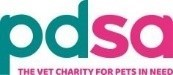 pdsa
THE VET CHARITY FOR PETS IN NEED